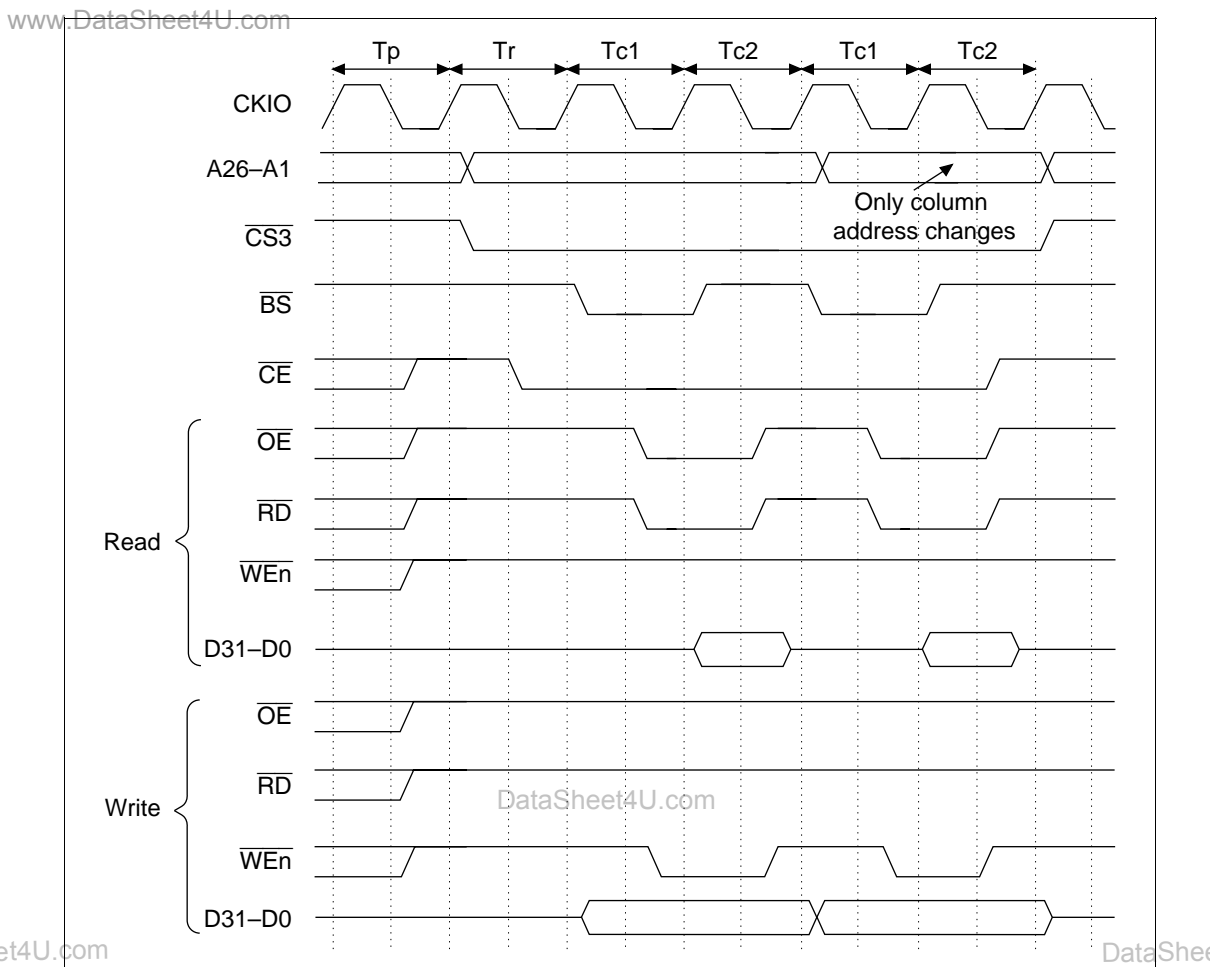 www.DataSheet4U.com
Tp Tr Tc1 Tc2 Tc1 Tc2
CKIO
A26–A1
Only column
address changes
CS3
BS
CE
Read
OE
RD
WEn
D31–D0
Write
OE
RD
DataSheet4U.com
WEn
D31–D0
et4U.com
DataShee